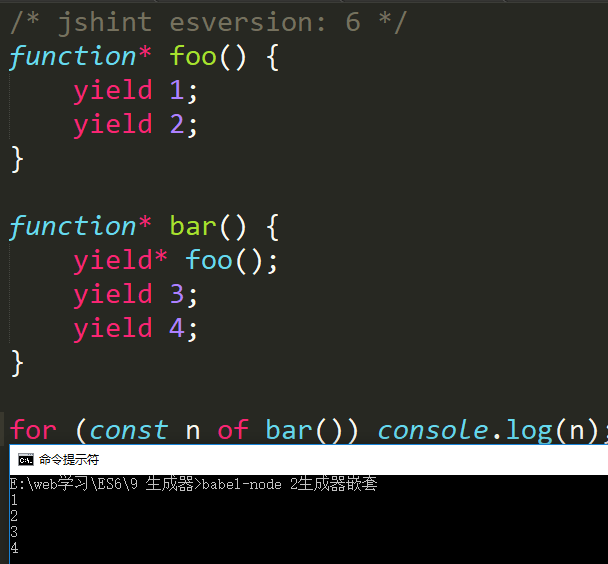 /* jshint esversion: 6 */
function* foo() {
    yield 1;
    yield 2;
}
function* bar() {
    yield* foo();
    yield 3;
    yield 4;
}
for (const n of bar()) console.log(n);
命令提示符
E:\web学习\ES6\9 生成器>babel-node 2生成器嵌套
1
2
3
4